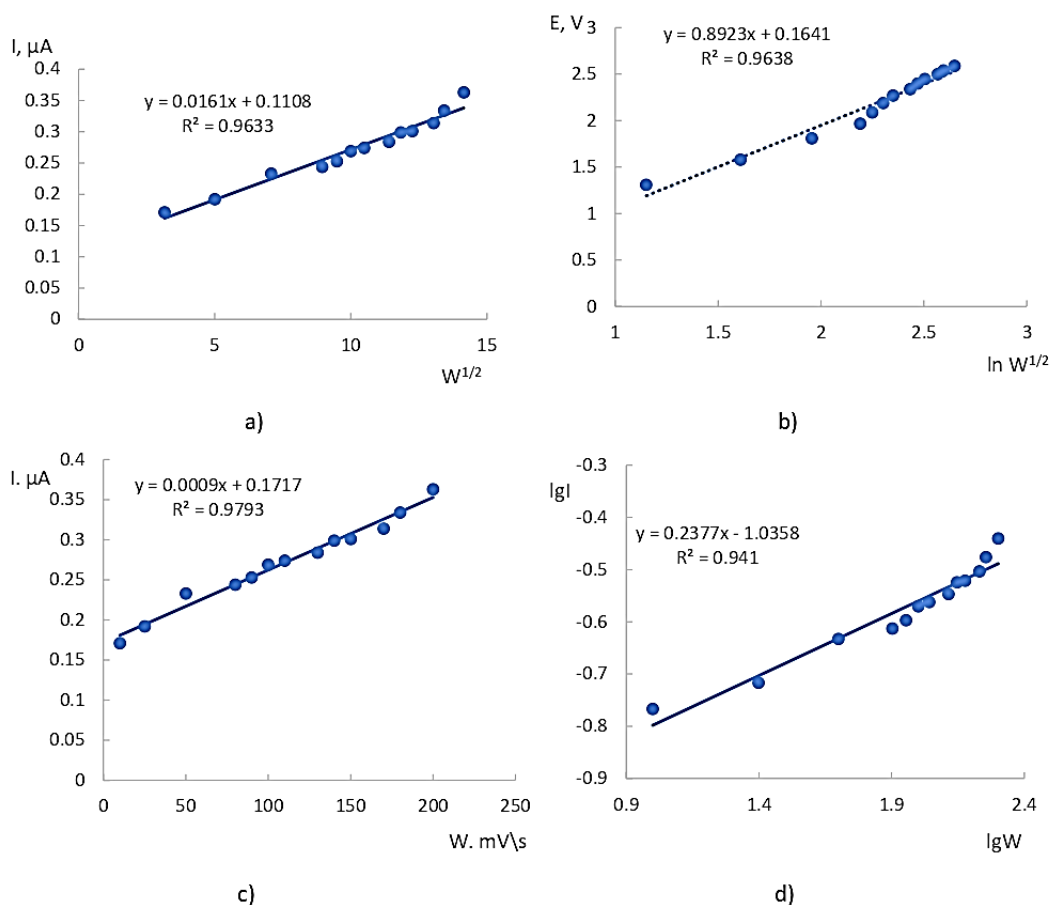 I, µA
0.4
0.35
0.3
0.25
0.2
0.15
0.1
0.05
0
y = 0.0161x + 0.1108
R² = 0.9633
0 5 10 15
W^1/2
a)
E, V
3
2.5
2
1.5
1
0.5
0
y = 0.8923x + 0.1641
R² = 0.9638
1 1.5 2 2.5 3
ln W^1/2
b)
I. µA
0.4
0.35
0.3
0.25
0.2
0.15
0.1
0.05
0
y = 0.0009x + 0.1717
R² = 0.9793
0 50 100 150 200 250
W. mV\s
c)
lgI
-0.3
-0.4
-0.5
-0.6
-0.7
-0.8
-0.9
y = 0.2377x - 1.0358
R² = 0.941
0.9 1.4 1.9 2.4
lgW
d)